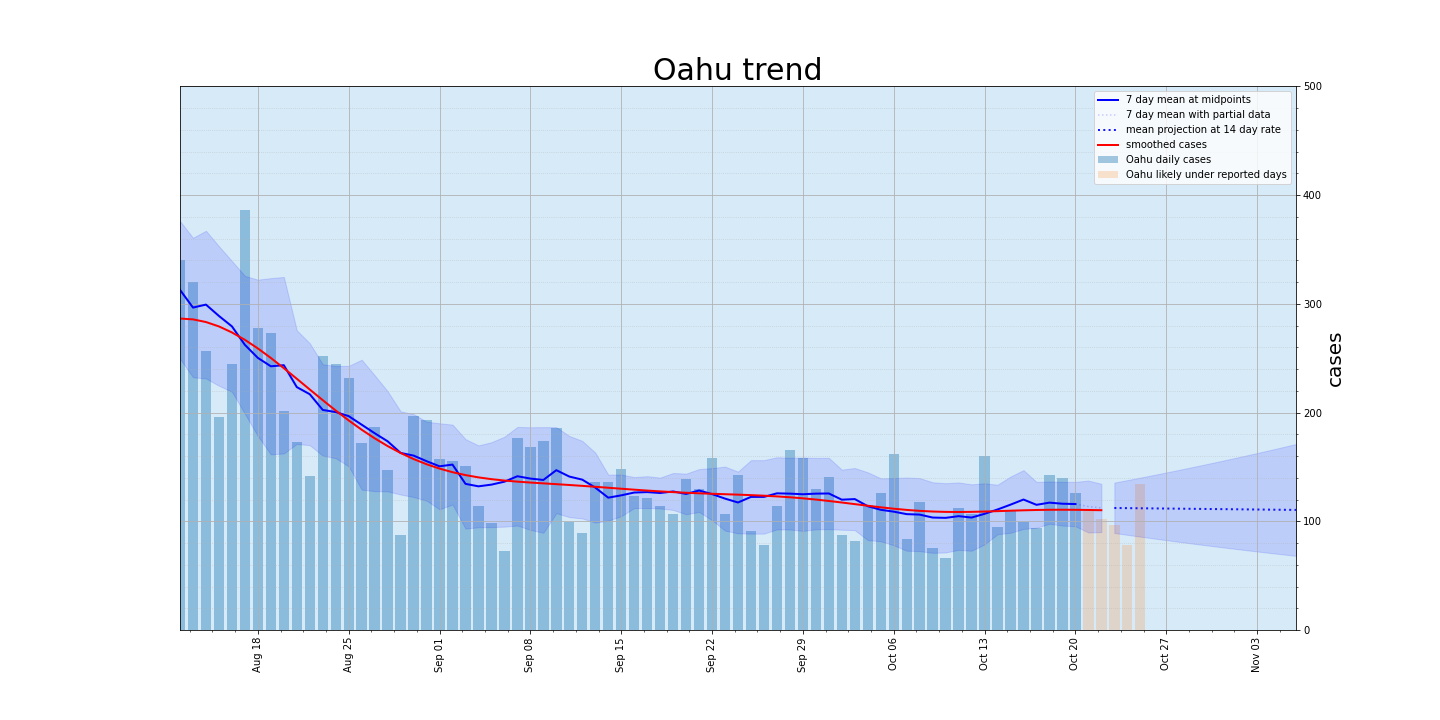 Oahu trend
7 day mean at midpoints
7 day mean with partial data
mean projection at 14 day rate
smoothed cases
Oahu daily cases
Oahu likely under reported days
500
400
300
200
100
0
cases
Aug 18
Aug 25
Sep 01
Sep 08
Sep 15
Sep 22
Sep 29
Oct 06
Oct 13
Oct 20
Oct 27
Nov 03